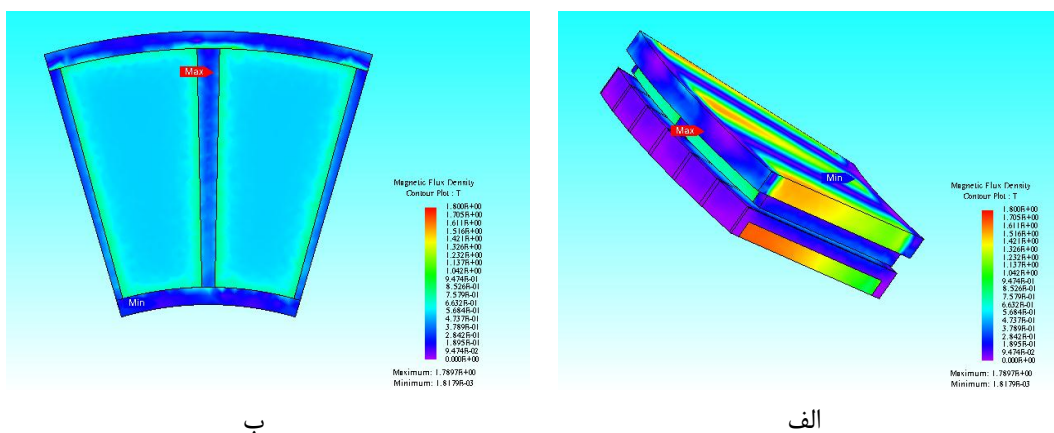 Max
Min
Magnetic Flux Density
Contour Plot : T
1.800E+00
1.705E+00
1.611E+00
1.516E+00
1.421E+00
1.326E+00
1.232E+00
1.137E+00
1.042E+00
9.474E-01
8.526E-01
7.579E-01
6.632E-01
5.684E-01
4.737E-01
3.789E-01
2.842E-01
1.895E-01
9.474E-02
0.000E+00
Maximum: 1.7897E+00
Minimum: 1.8179E-03
الف
Max
Min
Magnetic Flux Density
Contour Plot : T
1.800E+00
1.705E+00
1.611E+00
1.516E+00
1.421E+00
1.326E+00
1.232E+00
1.137E+00
1.042E+00
9.474E-01
8.526E-01
7.579E-01
6.632E-01
5.684E-01
4.737E-01
3.789E-01
2.842E-01
1.895E-01
9.474E-02
0.000E+00
Maximum: 1.7897E+00
Minimum: 1.8179E-03
ب